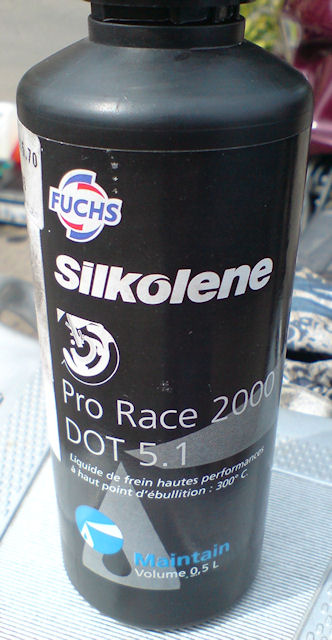 .70
FUCHS
Silkolene
Pro Race 2000
DOT 5.1
Liquide de frein hautes performances
à haut point d'ébullition : 300° C.
Maintain
Volume 0,5 L